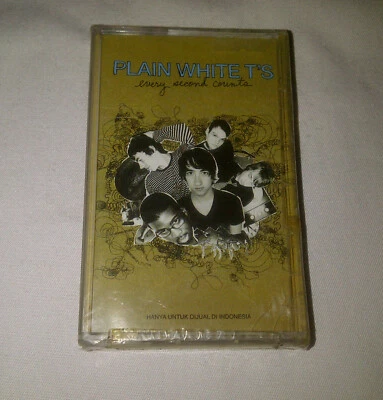 PLAIN WHITE T'S
every second counts
HANYA UNTUK DIJUAL DI INDONESIA